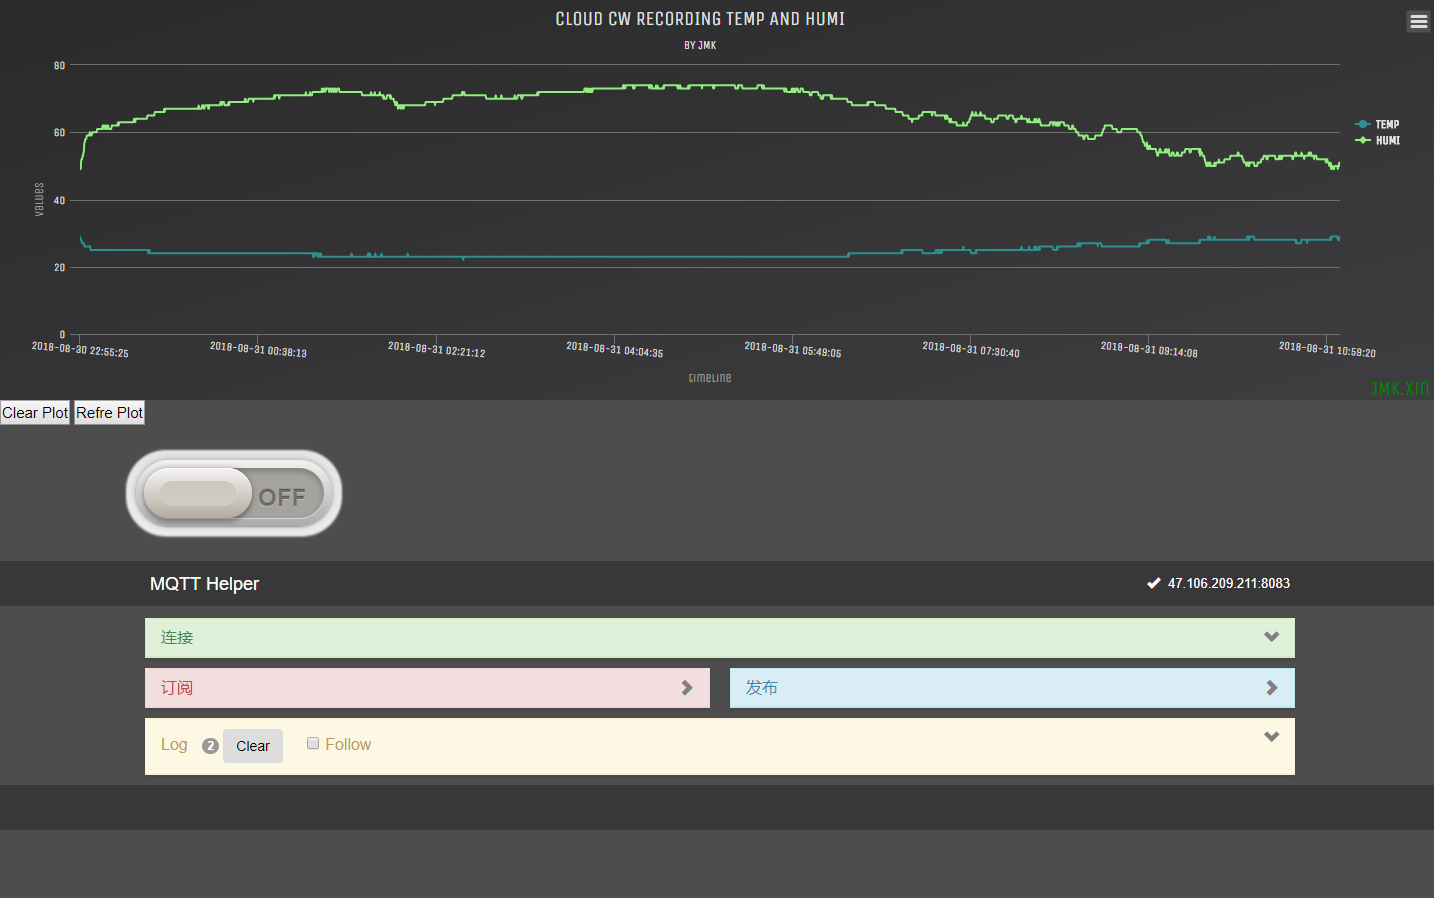 CLOUD CW RECORDING TEMP AND HUMI
BY JMK
80
60
40
20
0
values
TEMP
HUMI
2018-08-30 22:55:25
2018-08-31 00:38:13
2018-08-31 02:21:12
2018-08-31 04:04:35
2018-08-31 05:49:05
2018-08-31 07:30:40
2018-08-31 09:14:08
2018-08-31 10:59:20
timeline
JMK.XIN
Clear Plot
Refre Plot
OFF
MQTT Helper
47.106.209.211:8083
连接
订阅
发布
Log 2 Clear Follow